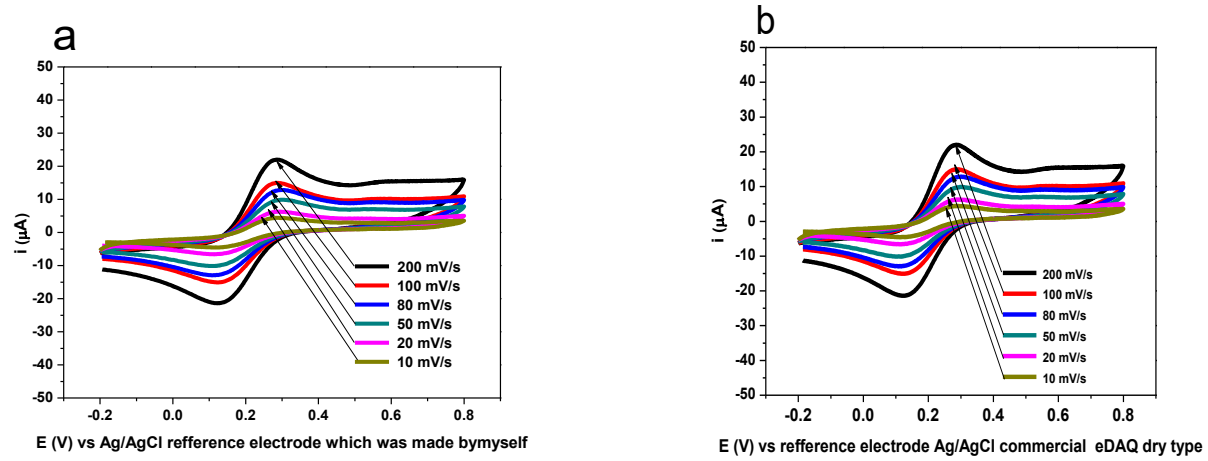 a
50
40
30
20
10
0
-10
-20
-30
-40
-50
i (µA)
-0.2 0.0 0.2 0.4 0.6 0.8
200 mV/s
100 mV/s
80 mV/s
50 mV/s
20 mV/s
10 mV/s
E (V) vs Ag/AgCl refference electrode which was made bymyself
b
50
40
30
20
10
0
-10
-20
-30
-40
-50
i (µA)
-0.2 0.0 0.2 0.4 0.6 0.8
200 mV/s
100 mV/s
80 mV/s
50 mV/s
20 mV/s
10 mV/s
E (V) vs refference electrode Ag/AgCl commercial eDAQ dry type